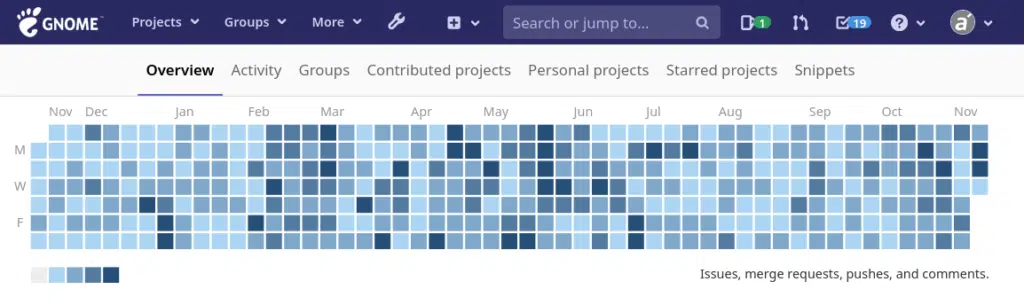 GNOME Projects Groups More Search or jump to... 1 19 ? a
Overview Activity Groups Contributed projects Personal projects Starred projects Snippets
Nov Dec Jan Feb Mar Apr May Jun Jul Aug Sep Oct Nov
M
W
F
Issues, merge requests, pushes, and comments.